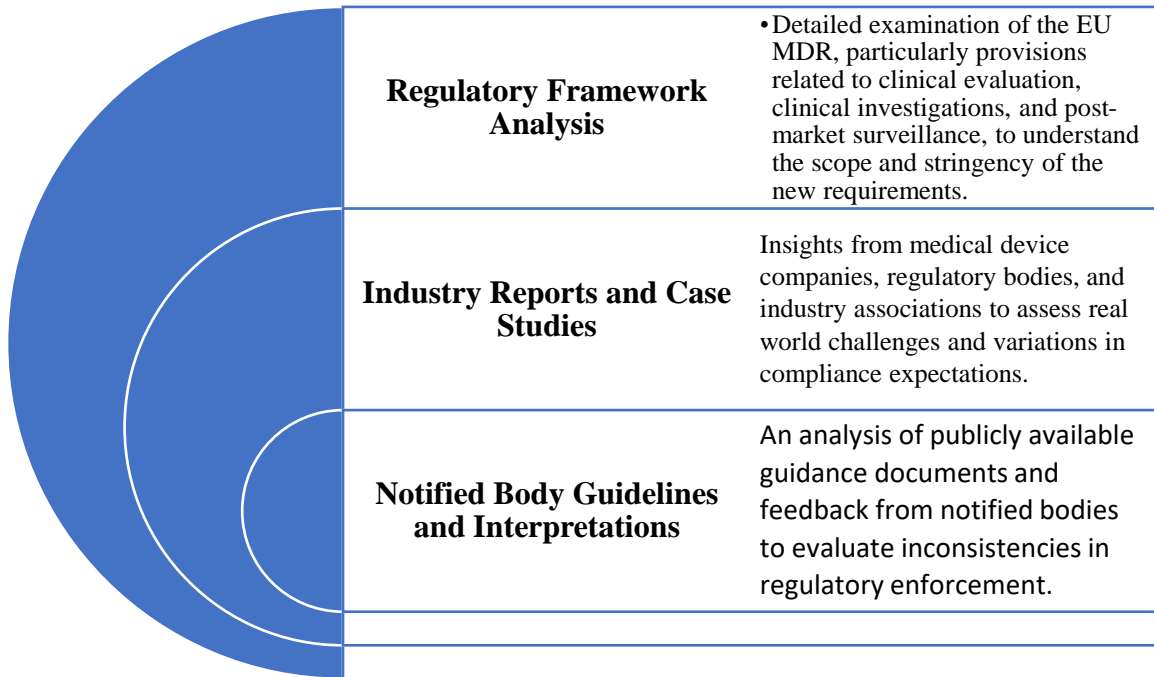 Regulatory Framework
Analysis
•Detailed examination of the EU
MDR, particularly provisions
related to clinical evaluation,
clinical investigations, and post-
market surveillance, to understand
the scope and stringency of the
new requirements.
Industry Reports and Case
Studies
Insights from medical device
companies, regulatory bodies, and
industry associations to assess real
world challenges and variations in
compliance expectations.
Notified Body Guidelines
and Interpretations
An analysis of publicly available
guidance documents and
feedback from notified bodies
to evaluate inconsistencies in
regulatory enforcement.